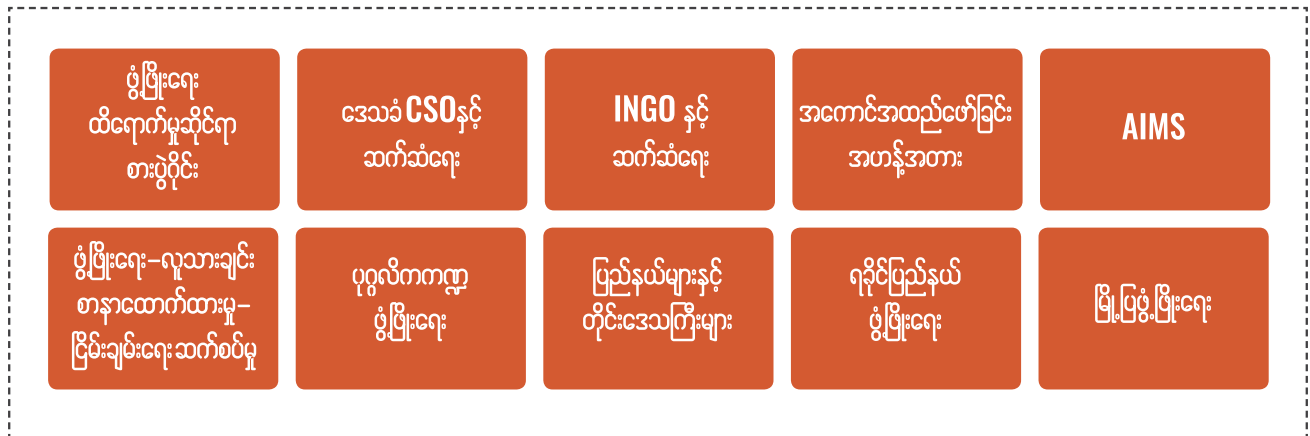 ဖွံ့ဖြိုးရေး
ထိရောက်မှုဆိုင်ရာ
စားပွဲဝိုင်း
ဒေသခံ CSOနှင့်
ဆက်ဆံရေး
INGO နှင့်
ဆက်ဆံရေး
အကောင်အထည်ဖော်ခြင်း
အဟန့်အတား
AIMS
ဖွံ့ဖြိုးရေး–လူသားချင်း
စာနာထောက်ထားမှု–
ငြိမ်းချမ်းရေး ဆက်စပ်မှု
ပုဂ္ဂလိကကဏ္ဍ
ဖွံ့ဖြိုးရေး
ပြည်နယ်များနှင့်
တိုင်းဒေသကြီးများ
ရခိုင်ပြည်နယ်
ဖွံ့ဖြိုးရေး
မြို့ပြဖွံ့ဖြိုးရေး